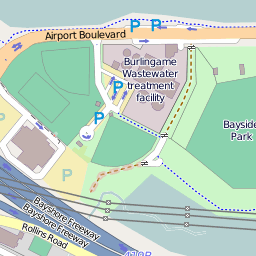 P P P
Airport Boulevard
Burlingame
Wastewater
treatment
facility
P
P
Bayside
Park
P
P
Bayshore Freeway
Bayshore Freeway
Rollins Road